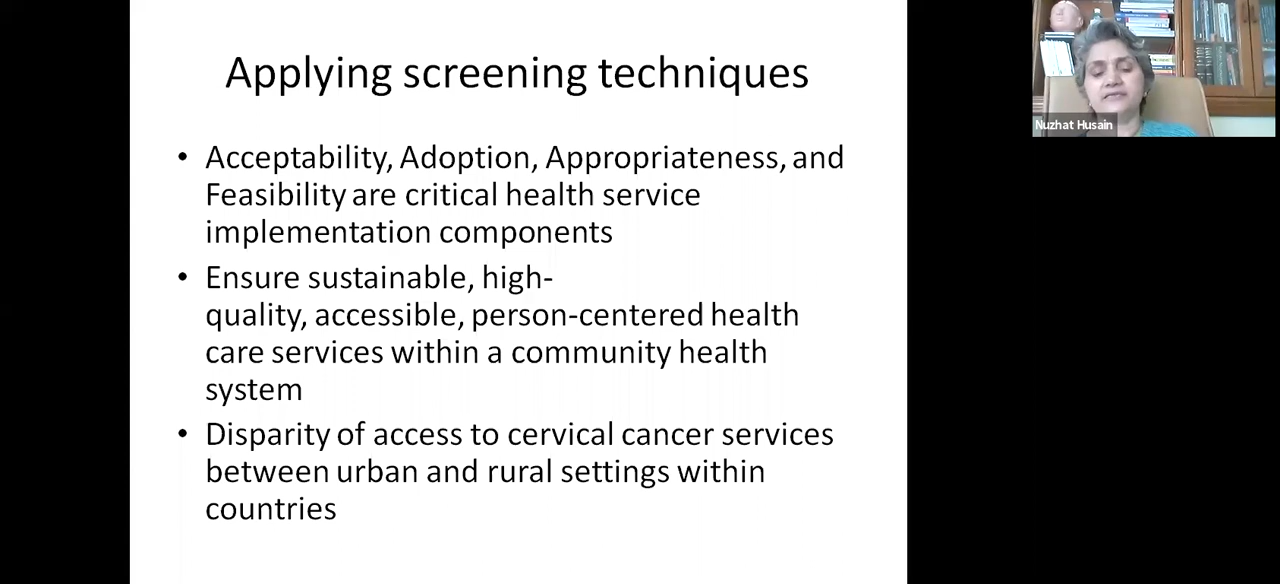 Applying screening techniques
• Acceptability, Adoption, Appropriateness, and
Feasibility are critical health service
implementation components
• Ensure sustainable, high-
quality, accessible, person-centered health
care services within a community health
system
• Disparity of access to cervical cancer services
between urban and rural settings within
countries
Nuzhat Husain